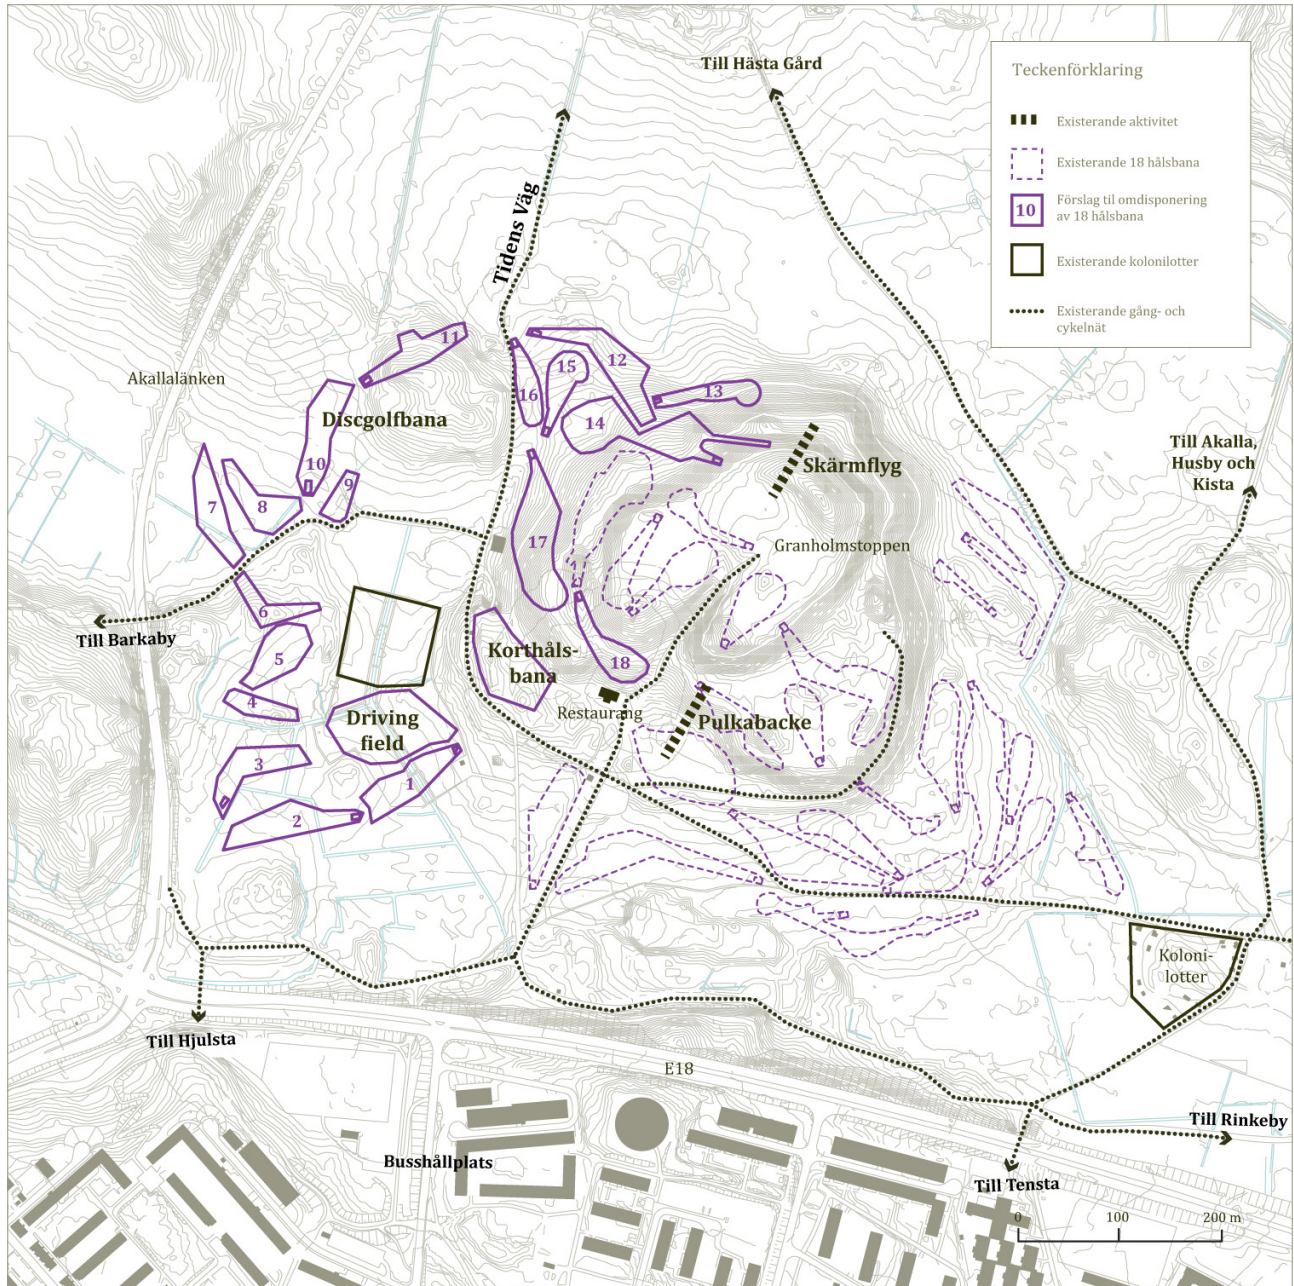 Till Hästa Gård
Teckenförklaring
Existerande aktivitet
Existerande 18 hålsbana
10
Förslag til omdisponering
av 18 hålsbana
Existerande kolonilotter
Existerande gång- och
cykelnät
Tidens Väg
Akallalänken
11
12
15
13
16
14
Discgolfbana
Till Akalla,
Husby och
Kista
10
9
7
8
Skärmflyg
17
Granholmstoppen
6
Till Barkaby
5
Korthåls-
bana
18
4
Restaurang
Driving
field
Pulkabacke
3
1
2
Koloni-
lotter
Till Hjulsta
E18
Till Rinkeby
Busshållplats
Till Tensta
0
100
200 m